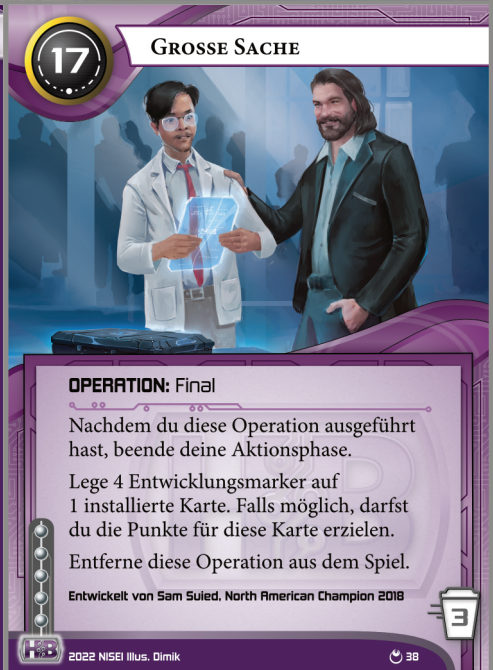 17
GROSSE SACHE
OPERATION: Final
Nachdem du diese Operation ausgeführt
hast, beende deine Aktionsphase.
Lege 4 Entwicklungsmarker auf
1 installierte Karte. Falls möglich, darfst
du die Punkte für diese Karte erzielen.
Entferne diese Operation aus dem Spiel.
Entwickelt von Sam Suied, North American Champion 2018
3
HB
2022 NISEI Illus. Dimik
38